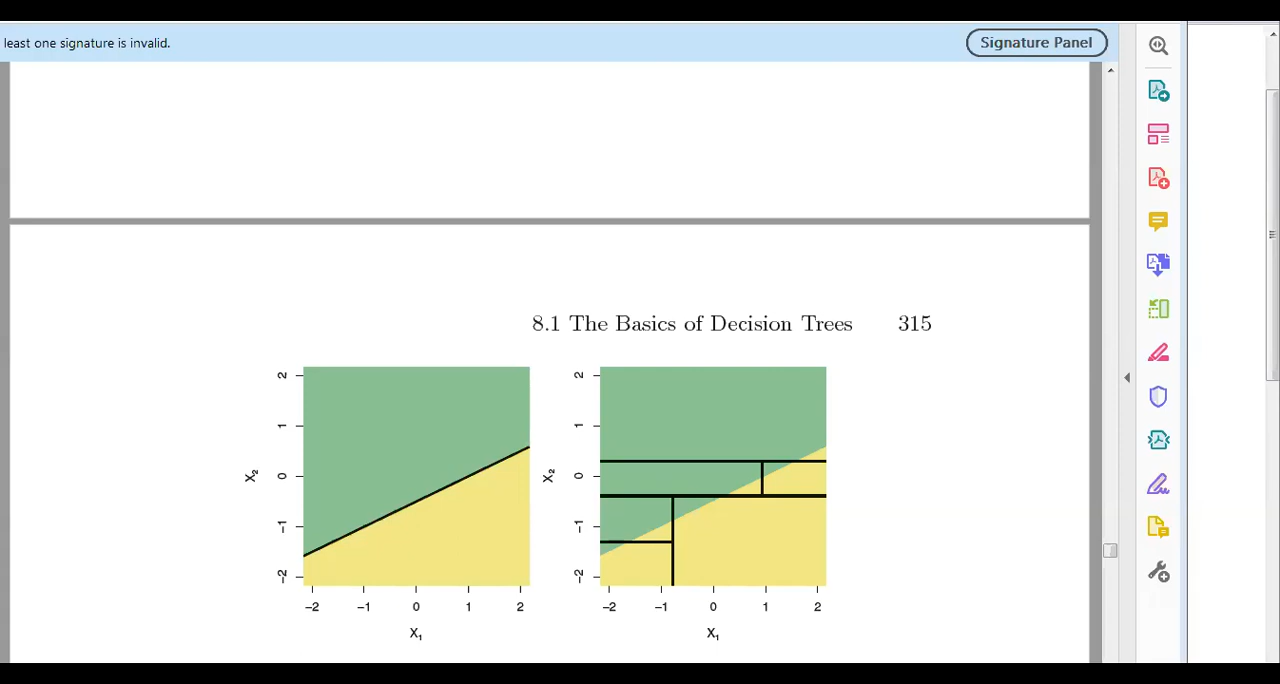 least one signature is invalid.
Signature Panel
8.1 The Basics of Decision Trees 315
2
1
0
−1
−2
X₂
−2 −1 0 1 2
X₁
2
1
0
−1
−2
X₂
−2 −1 0 1 2
X₁